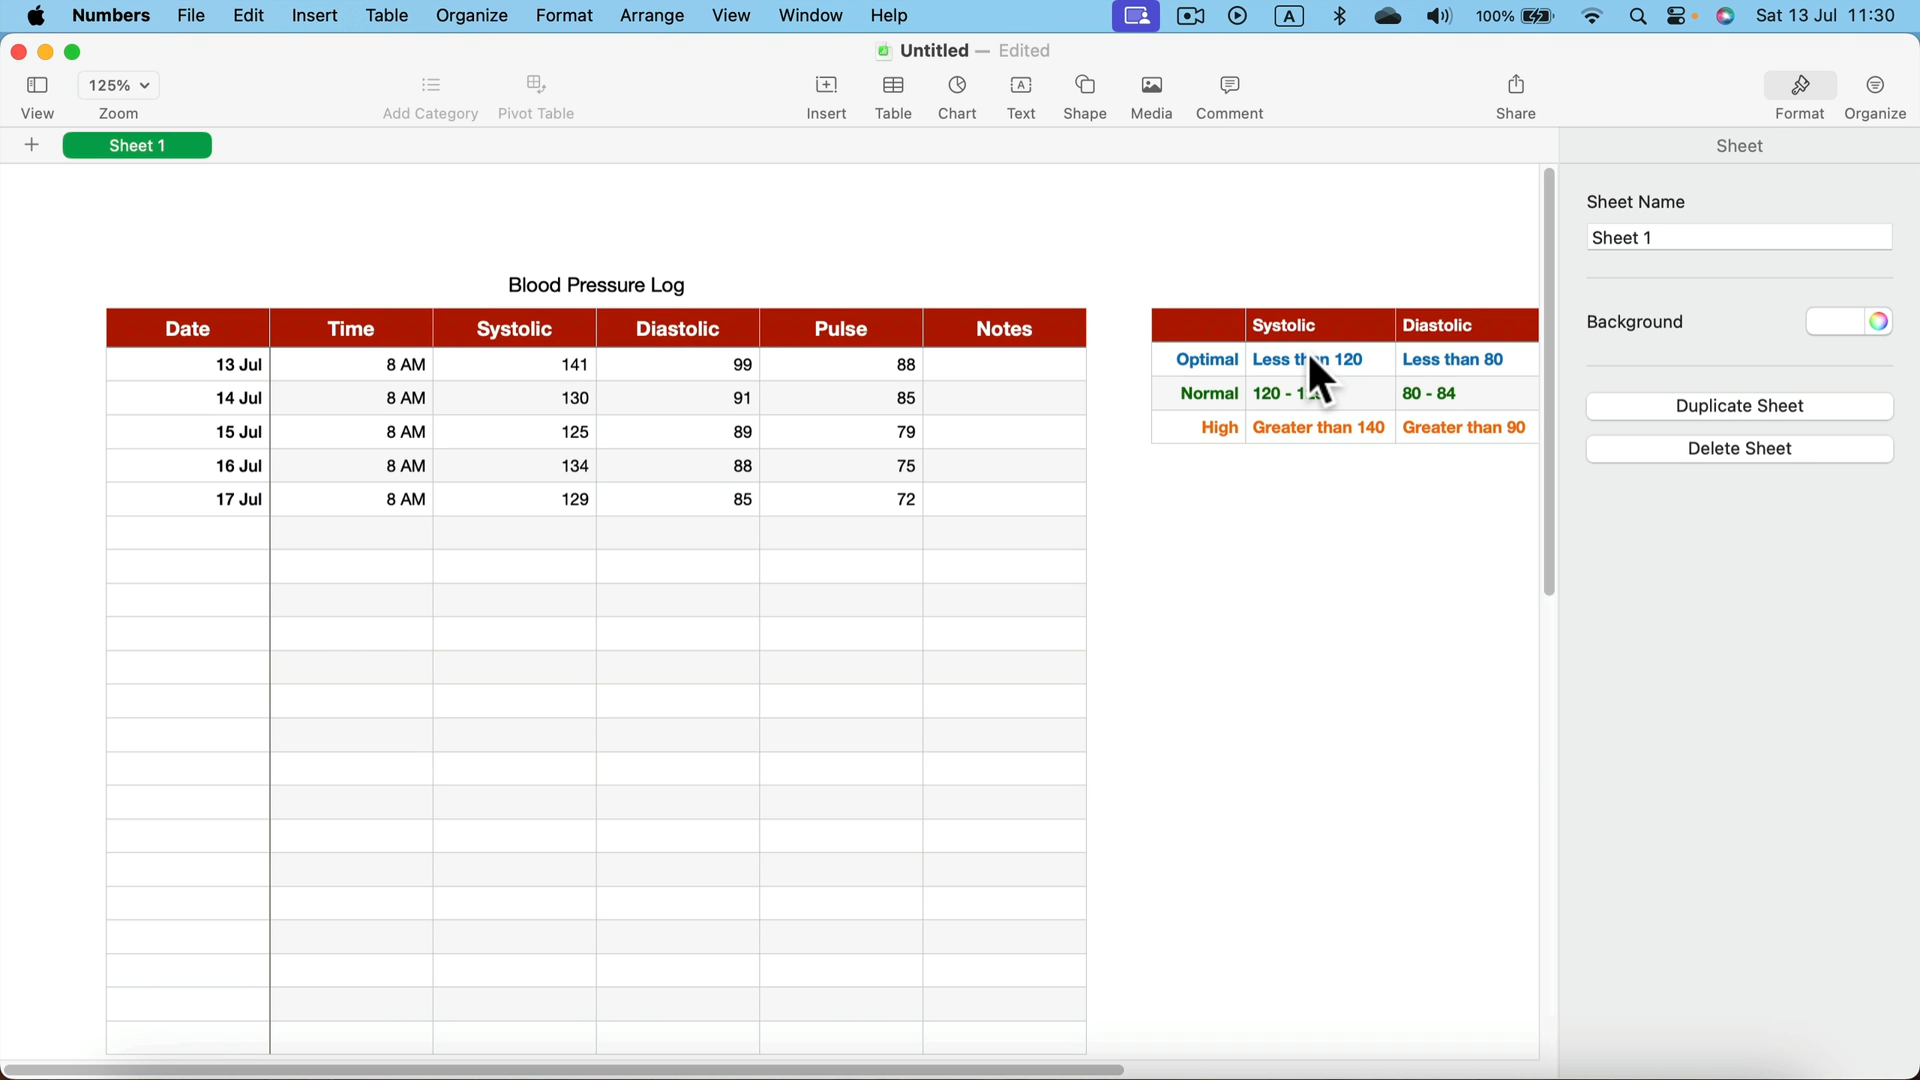 Numbers File Edit Insert Table Organize Format Arrange View Window Help A 100% Sat 13 Jul 11:30
Untitled — Edited
125%
View Zoom Add Category Pivot Table Insert Table Chart Text Shape Media Comment Share Format Organize
+ Sheet 1 Sheet
Sheet Name
Sheet 1
Background
Duplicate Sheet
Delete Sheet
Blood Pressure Log
Date Time Systolic Diastolic Pulse Notes
13 Jul 8 AM 141 99 88
14 Jul 8 AM 130 91 85
15 Jul 8 AM 125 89 79
16 Jul 8 AM 134 88 75
17 Jul 8 AM 129 85 72
Systolic Diastolic
Optimal Less than 120 Less than 80
Normal 120 - 80 - 84
High Greater than 140 Greater than 90